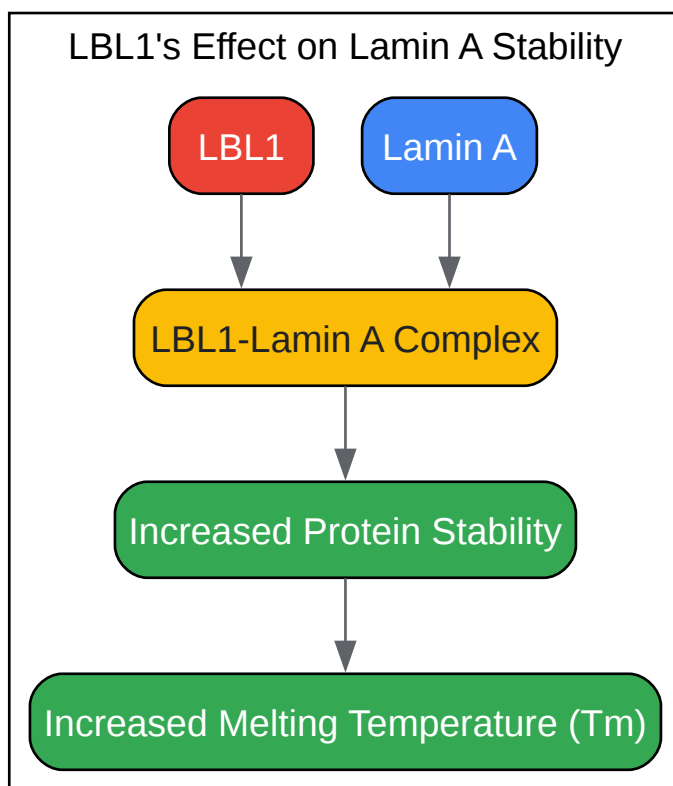 LBL1's Effect on Lamin A Stability
LBL1
Lamin A
LBL1-Lamin A Complex
Increased Protein Stability
Increased Melting Temperature (Tm)